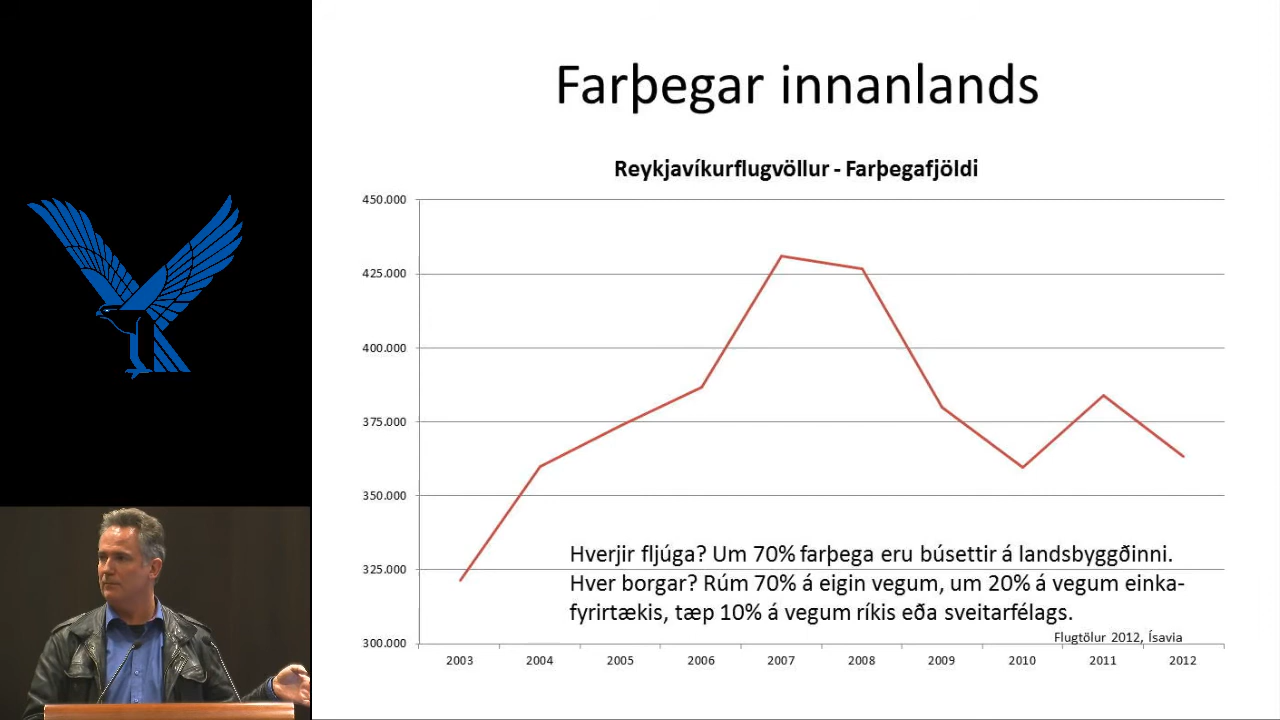 Farþegar innanlands
Reykjavíkurflugvöllur - Farþegafjöldi
450.000
425.000
400.000
375.000
350.000
325.000
300.000
Hverjir fljúga? Um 70% farþega eru búsettir á landsbyggðinni.
Hver borgar? Rúm 70% á eigin vegum, um 20% á vegum einka-
fyrirtækis, tæp 10% á vegum ríkis eða sveitarfélags.
Flugtölur 2012, Ísavia
2003 2004 2005 2006 2007 2008 2009 2010 2011 2012